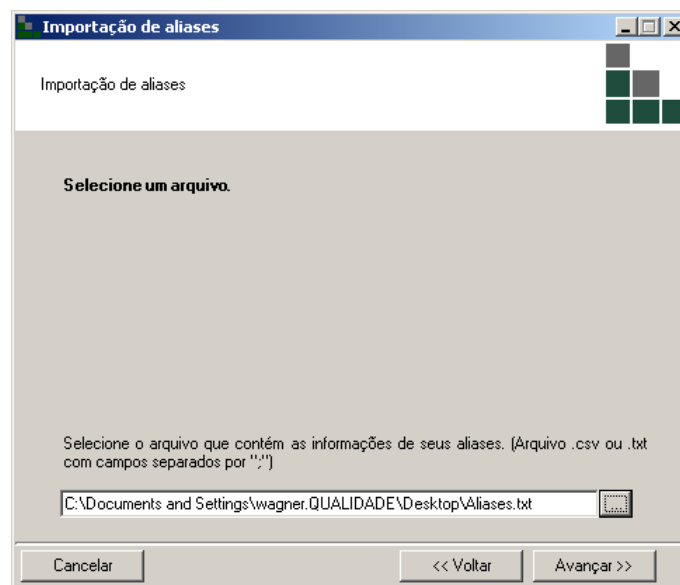 Importação de aliases
Importação de aliases
Selecione um arquivo.
Selecione o arquivo que contém as informações de seus aliases. (Arquivo .csv ou .txt
com campos separados por ";")
C:\Documents and Settings\wagner.QUALIDADE\Desktop\Aliases.txt
...
Cancelar
<< Voltar
Avançar >>